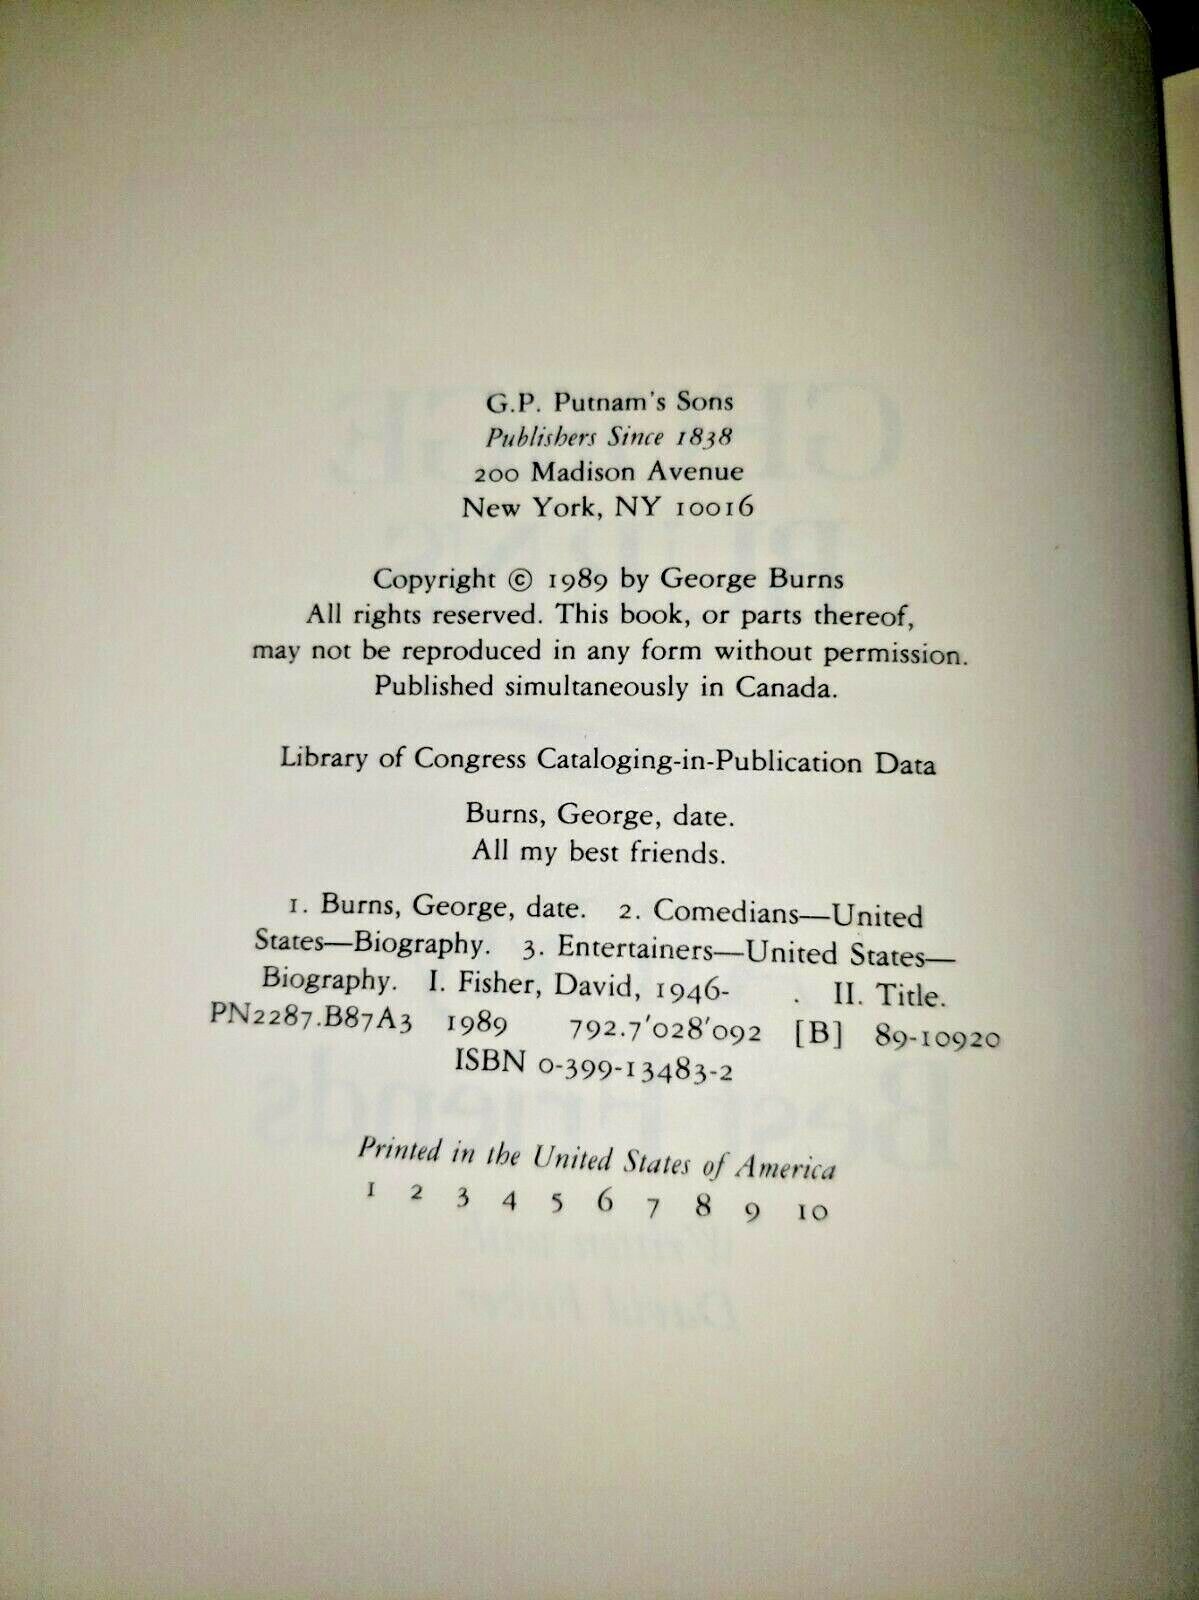 G.P. Putnam's Sons
Publishers Since 1838
200 Madison Avenue
New York, NY 10016
Copyright © 1989 by George Burns
All rights reserved. This book, or parts thereof,
may not be reproduced in any form without permission.
Published simultaneously in Canada.
Library of Congress Cataloging-in-Publication Data
Burns, George, date.
All my best friends.
1. Burns, George, date. 2. Comedians—United
States—Biography. 3. Entertainers—United States—
Biography. I. Fisher, David, 1946- . II. Title.
PN2287.B87A3 1989 792.7'028'092 [B] 89-10920
ISBN 0-399-13483-2
Printed in the United States of America
1 2 3 4 5 6 7 8 9 10